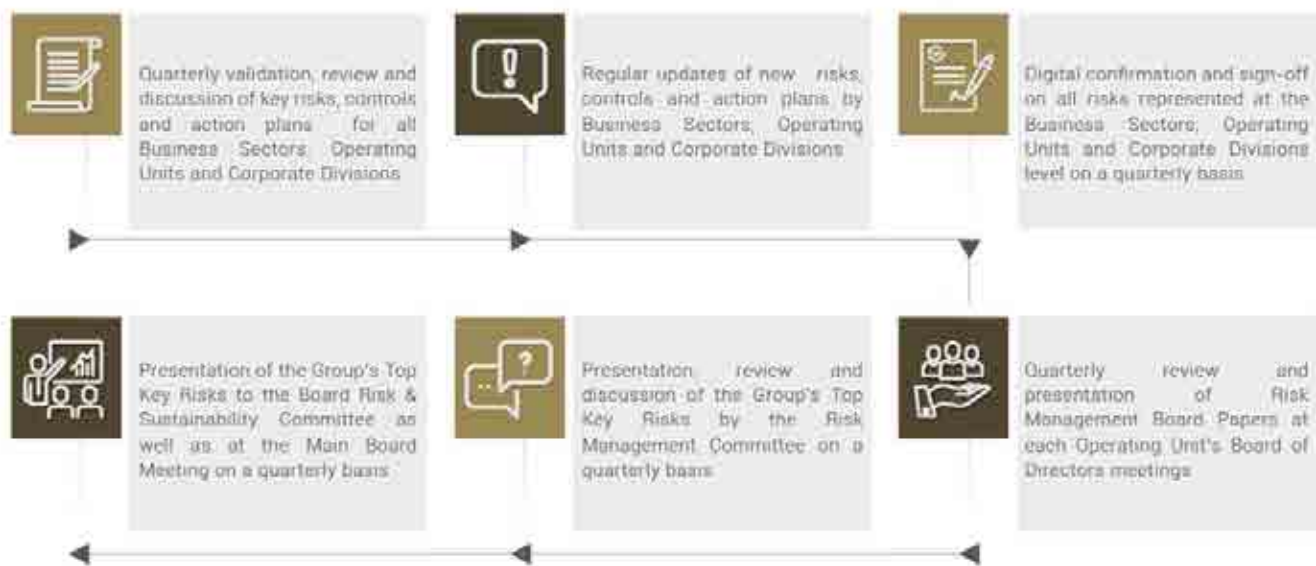 Quarterly validation, review and
discussion of key risks, controls
and action plans for all
Business Sectors, Operating
Units and Corporate Divisions
Regular updates of new risks,
controls and action plans by
Business Sectors, Operating
Units and Corporate Divisions
Digital confirmation and sign-off
on all risks represented at the
Business Sectors, Operating
Units and Corporate Divisions
level on a quarterly basis
Quarterly review and
presentation of Risk
Management Board Papers at
each Operating Unit's Board of
Directors meetings
Presentation, review and
discussion of the Group's Top
Key Risks by the Risk
Management Committee on a
quarterly basis
Presentation of the Group's Top
Key Risks to the Board Risk &
Sustainability Committee as
well as at the Main Board
Meeting on a quarterly basis